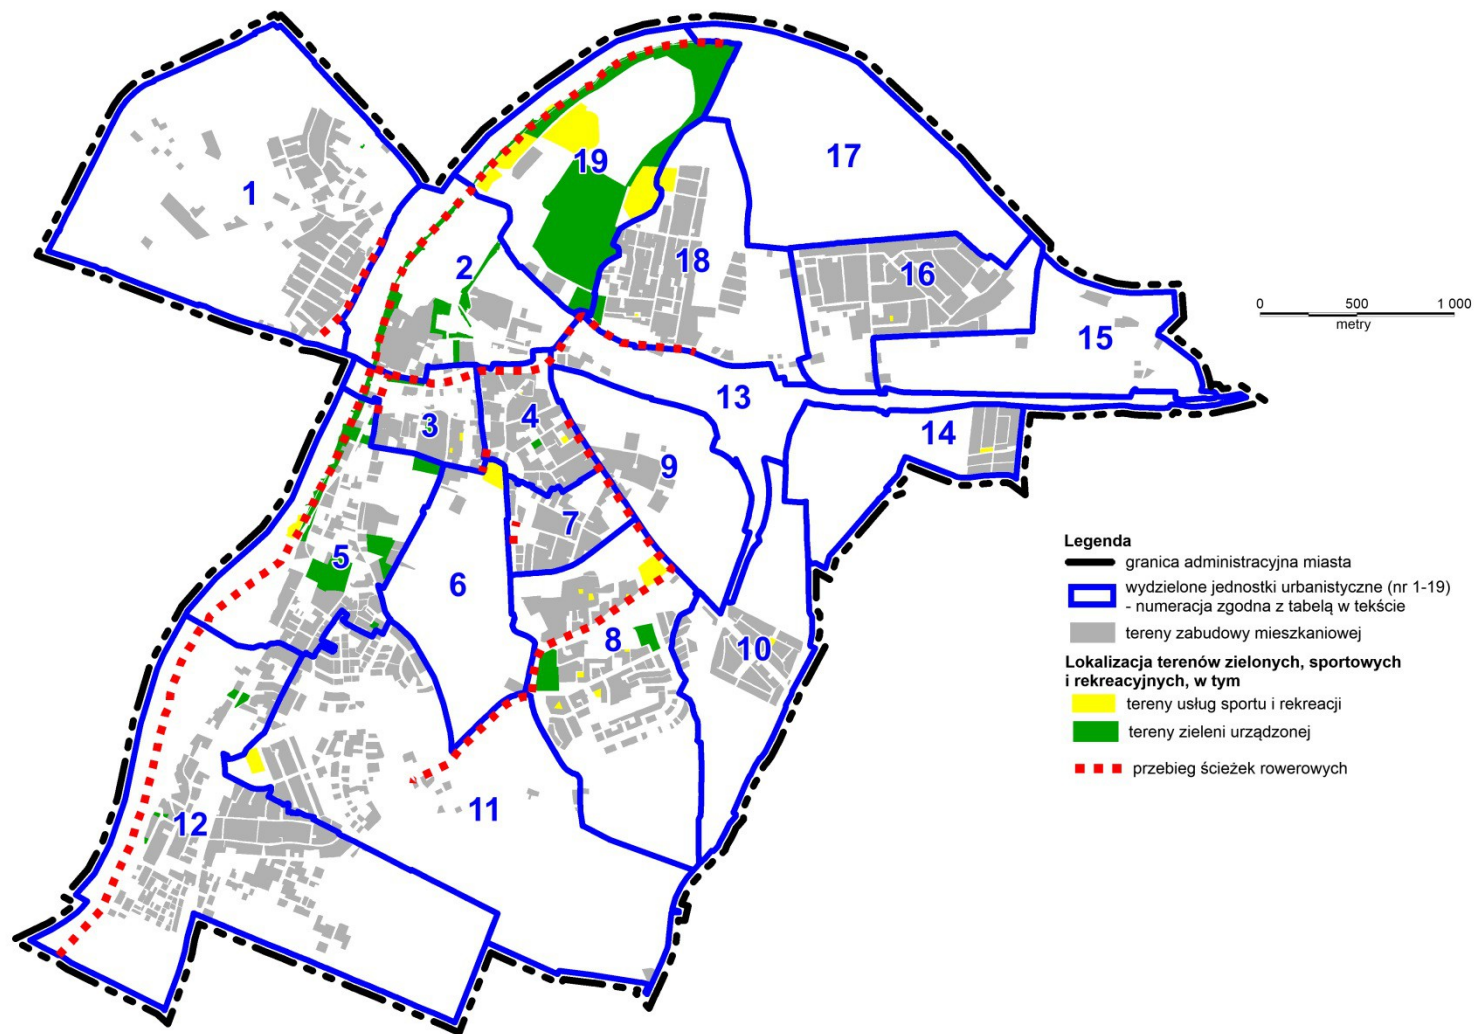 17
19
1
2
18
16
15
0 500 1 000
metry
13
3
4
14
9
7
5
6
8
10
11
12
Legenda
granica administracyjna miasta
wydzielone jednostki urbanistyczne (nr 1-19)
- numeracja zgodna z tabelą w tekście
tereny zabudowy mieszkaniowej
Lokalizacja terenów zielonych, sportowych
i rekreacyjnych, w tym
tereny usług sportu i rekreacji
tereny zieleni urządzonej
przebieg ścieżek rowerowych